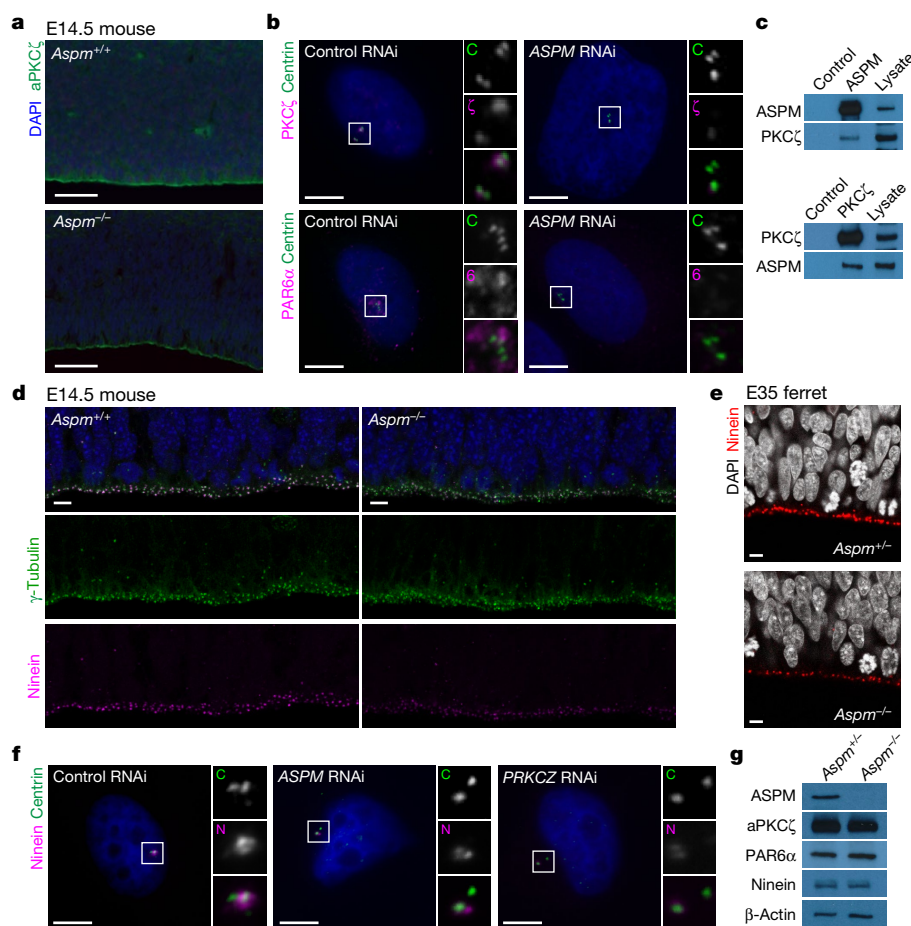 a
E14.5 mouse
DAPI aPKCζ
Aspm+/+
Aspm–/–
b
PKCζ Centrin
Control RNAi
C
ζ
ASPM RNAi
C
ζ
PAR6α Centrin
Control RNAi
C
6
ASPM RNAi
C
6
c
Control
ASPM
Lysate
ASPM
PKCζ
Control
PKCζ
Lysate
PKCζ
ASPM
d
E14.5 mouse
Aspm+/+
Aspm–/–
γ-Tubulin
Ninein
e
E35 ferret
DAPI Ninein
Aspm+/–
Aspm–/–
f
Ninein Centrin
Control RNAi
C
N
ASPM RNAi
C
N
PRKCZ RNAi
C
N
g
Aspm+/–
Aspm–/–
ASPM
aPKCζ
PAR6α
Ninein
β-Actin